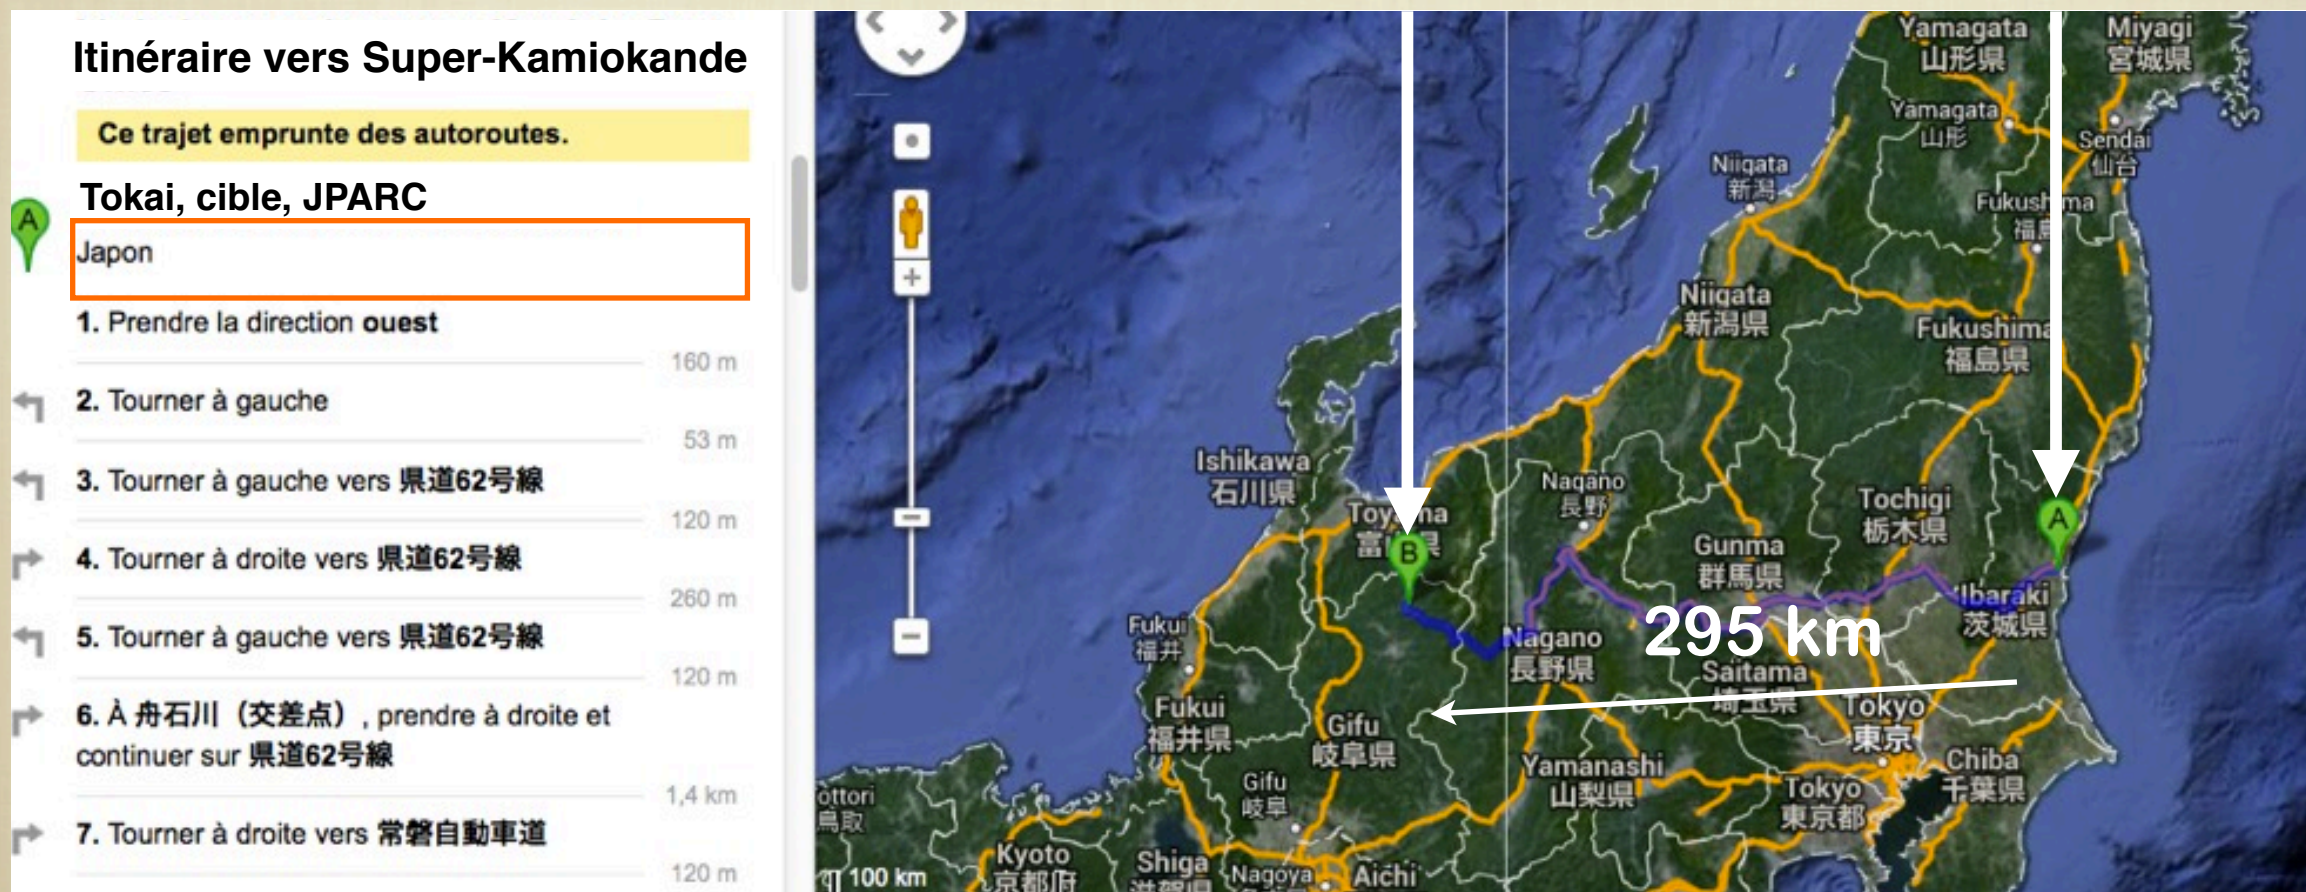 Itinéraire vers Super-Kamiokande
Ce trajet emprunte des autoroutes.
Tokai, cible, JPARC
A
Japon
1. Prendre la direction ouest
160 m
2. Tourner à gauche
53 m
3. Tourner à gauche vers 県道62号線
120 m
4. Tourner à droite vers 県道62号線
260 m
5. Tourner à gauche vers 県道62号線
120 m
6. À 舟石川（交差点）, prendre à droite et
continuer sur 県道62号線
1,4 km
7. Tourner à droite vers 常磐自動車道
120 m
Yamagata
山形県
Miyagi
宮城県
Yamagata
山形
Sendai
仙台
Niigata
新潟
Niigata
新潟県
Fukushima
福島県
Ishikawa
石川県
Nagano
長野
Tochigi
栃木県
A
B
Gunma
群馬県
Ibaraki
茨城県
295 km
Fukui
福井
Nagano
長野県
Saitama
埼玉県
Fukui
福井県
Gifu
岐阜県
Tokyo
東京
Yamanashi
山梨県
Chiba
千葉県
Gifu
岐阜
Tokyo
東京都
ottori
鳥取
Kyoto
京都府
Shiga
Nagoya
Aichi
100 km